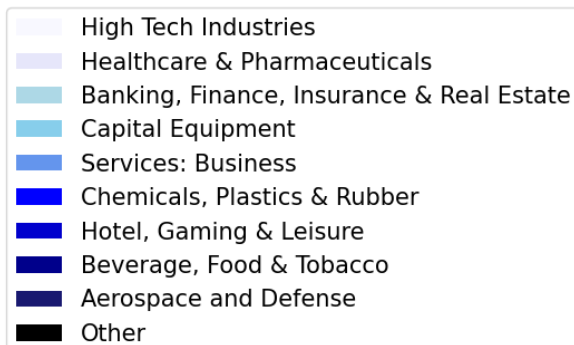 High Tech Industries
Healthcare & Pharmaceuticals
Banking, Finance, Insurance & Real Estate
Capital Equipment
Services: Business
Chemicals, Plastics & Rubber
Hotel, Gaming & Leisure
Beverage, Food & Tobacco
Aerospace and Defense
Other